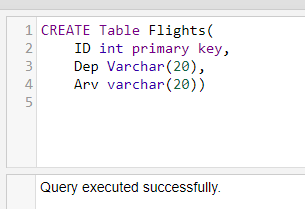 1 CREATE Table Flights(
2 ID int primary key,
3 Dep Varchar(20),
4 Arv varchar(20))
5
Query executed successfully.